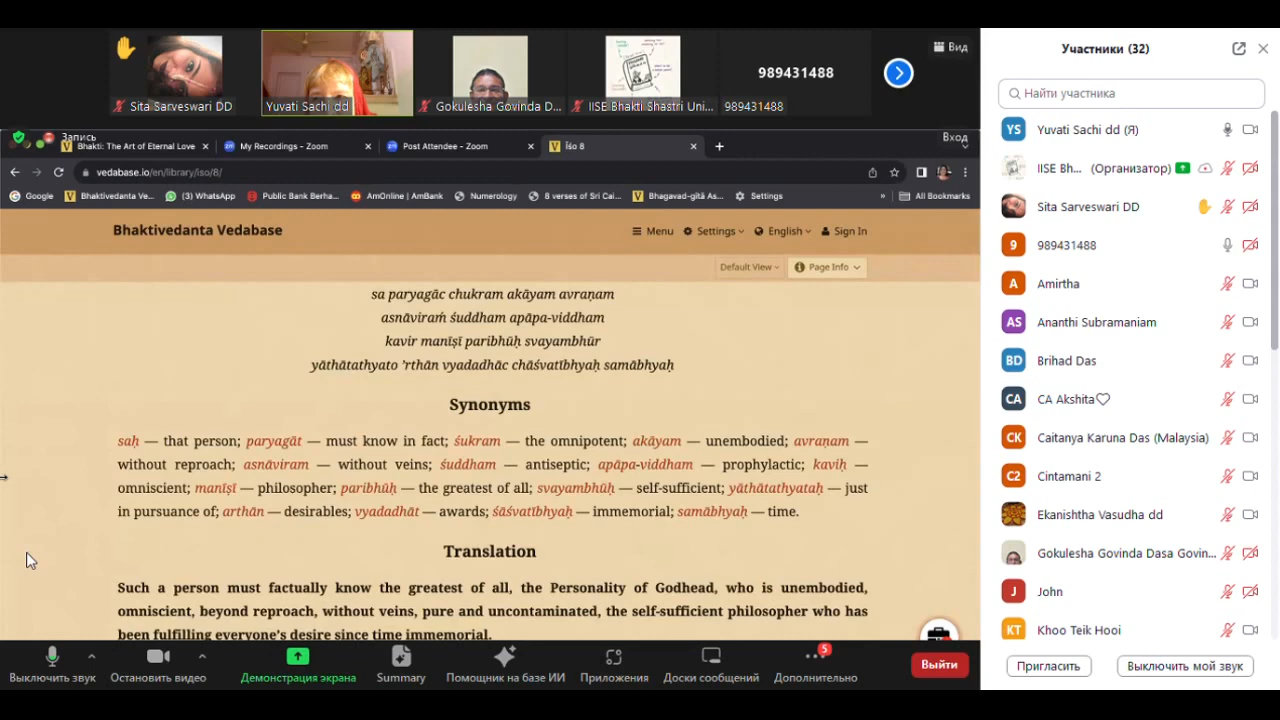 Sita Sarveswari DD
Yuvati Sachi dd
Gokulesha Govinda D...
IISE Bhakti Shastri Uni...
989431488
989431488
Вид
Запись
Вход
Bhakti: The Art of Eternal Love
My Recordings - Zoom
Post Attendee - Zoom
Īśo 8
vedabase.io/en/library/iso/8/
Google
Bhaktivedanta Ve...
(3) WhatsApp
Public Bank Berha...
AmOnline | AmBank
Numerology
8 verses of Sri Cai...
Bhagavad-gītā As...
Settings
»
All Bookmarks
Bhaktivedanta Vedabase
Menu
Settings
English
Sign In
Default View
Page Info
sa paryagāc chukram akāyam avraṇam
asnāviraṁ śuddham apāpa-viddham
kavir manīṣī paribhūḥ svayambhūr
yāthātathyato ’rthān vyadadhāc chāśvatībhyaḥ samābhyaḥ
Synonyms
saḥ — that person; paryagāt — must know in fact; śukram — the omnipotent; akāyam — unembodied; avraṇam —
without reproach; asnāviram — without veins; śuddham — antiseptic; apāpa-viddham — prophylactic; kaviḥ —
omniscient; manīṣī — philosopher; paribhūḥ — the greatest of all; svayambhūḥ — self-sufficient; yāthātathyataḥ — just
in pursuance of; arthān — desirables; vyadadhāt — awards; śāśvatībhyaḥ — immemorial; samābhyaḥ — time.
Translation
Such a person must factually know the greatest of all, the Personality of Godhead, who is unembodied,
omniscient, beyond reproach, without veins, pure and uncontaminated, the self-sufficient philosopher who has
been fulfilling everyone’s desire since time immemorial.
Выключить звук
Остановить видео
Демонстрация экрана
Summary
Помощник на базе ИИ
Приложения
Доски сообщений
5
Дополнительно
Выйти
Участники (32)
Найти участника
YS Yuvati Sachi dd (Я)
IISE Bh... (Организатор)
Sita Sarveswari DD
9 989431488
A Amirtha
AS Ananthi Subramaniam
BD Brihad Das
CA CA Akshita♡
CK Caitanya Karuna Das (Malaysia)
C2 Cintamani 2
Ekanishtha Vasudha dd
Gokulesha Govinda Dasa Govin...
J John
KT Khoo Teik Hooi
Пригласить
Выключить мой звук